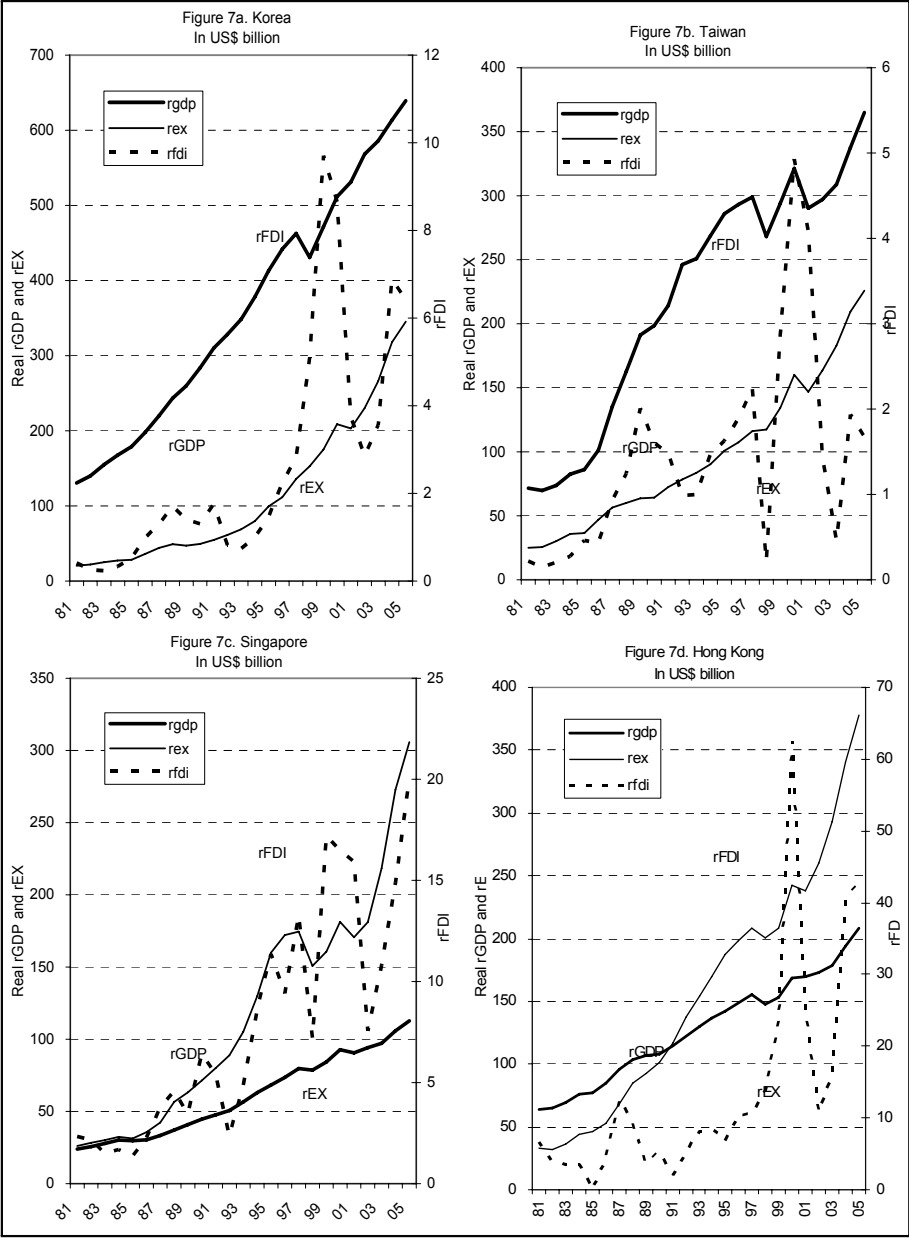 Figure 7a. Korea
In US$ billion
700
600
500
400
300
200
100
0
Real rGDP and rEX
12
10
8
6
4
2
0
rFDI
rgdp
rex
rfdi
rFDI
rGDP
rEX
81
83
85
87
89
91
93
95
97
99
01
03
05
Figure 7b. Taiwan
In US$ billion
400
350
300
250
200
150
100
50
0
Real rGDP and rEX
6
5
4
3
2
1
0
rFDI
rgdp
rex
rfdi
rFDI
rGDP
rEX
81
83
85
87
89
91
93
95
97
99
01
03
05
Figure 7c. Singapore
In US$ billion
350
300
250
200
150
100
50
0
Real rGDP and rEX
25
20
15
10
5
0
rFDI
rgdp
rex
rfdi
rFDI
rGDP
rEX
81
83
85
87
89
91
93
95
97
99
01
03
05
Figure 7d. Hong Kong
In US$ billion
400
350
300
250
200
150
100
50
0
Real rGDP and rE
70
60
50
40
30
20
10
0
rFD
rgdp
rex
rfdi
rFDI
rGDP
rEX
81
83
85
87
89
91
93
95
97
99
01
03
05